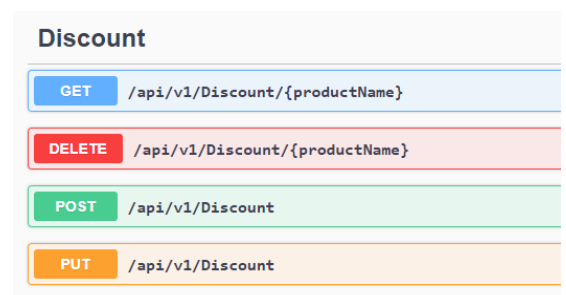 Discount
GET /api/v1/Discount/{productName}
DELETE /api/v1/Discount/{productName}
POST /api/v1/Discount
PUT /api/v1/Discount